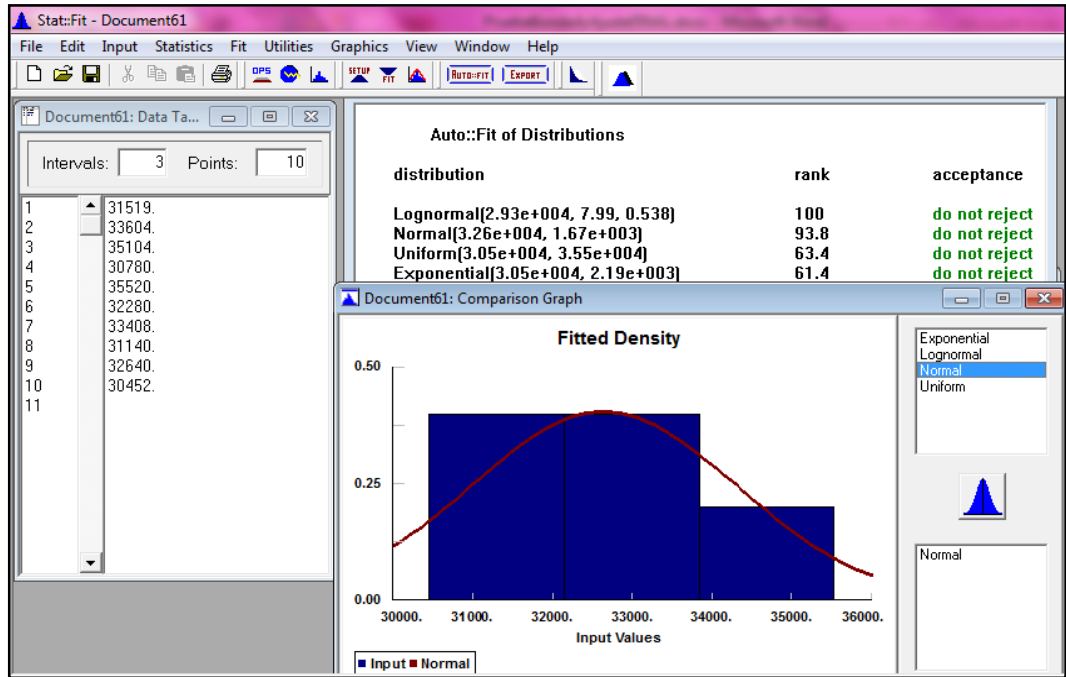 Stat::Fit - Document61
File Edit Input Statistics Fit Utilities Graphics View Window Help
OPS SETUP FIT AUTO::FIT EXPORT
Document61: Data Ta...
Intervals: 3 Points: 10
1 31519.
2 33604.
3 35104.
4 30780.
5 35520.
6 32280.
7 33408.
8 31140.
9 32640.
10 30452.
11
Auto::Fit of Distributions
distribution rank acceptance
Lognormal(2.93e+004, 7.99, 0.538) 100 do not reject
Normal(3.26e+004, 1.67e+003) 93.8 do not reject
Uniform(3.05e+004, 3.55e+004) 63.4 do not reject
Exponential(3.05e+004, 2.19e+003) 61.4 do not reject
Document61: Comparison Graph
Fitted Density
0.50
0.25
0.00
30000. 31000. 32000. 33000. 34000. 35000. 36000.
Input Values
Input Normal
Exponential
Lognormal
Normal
Uniform
Normal